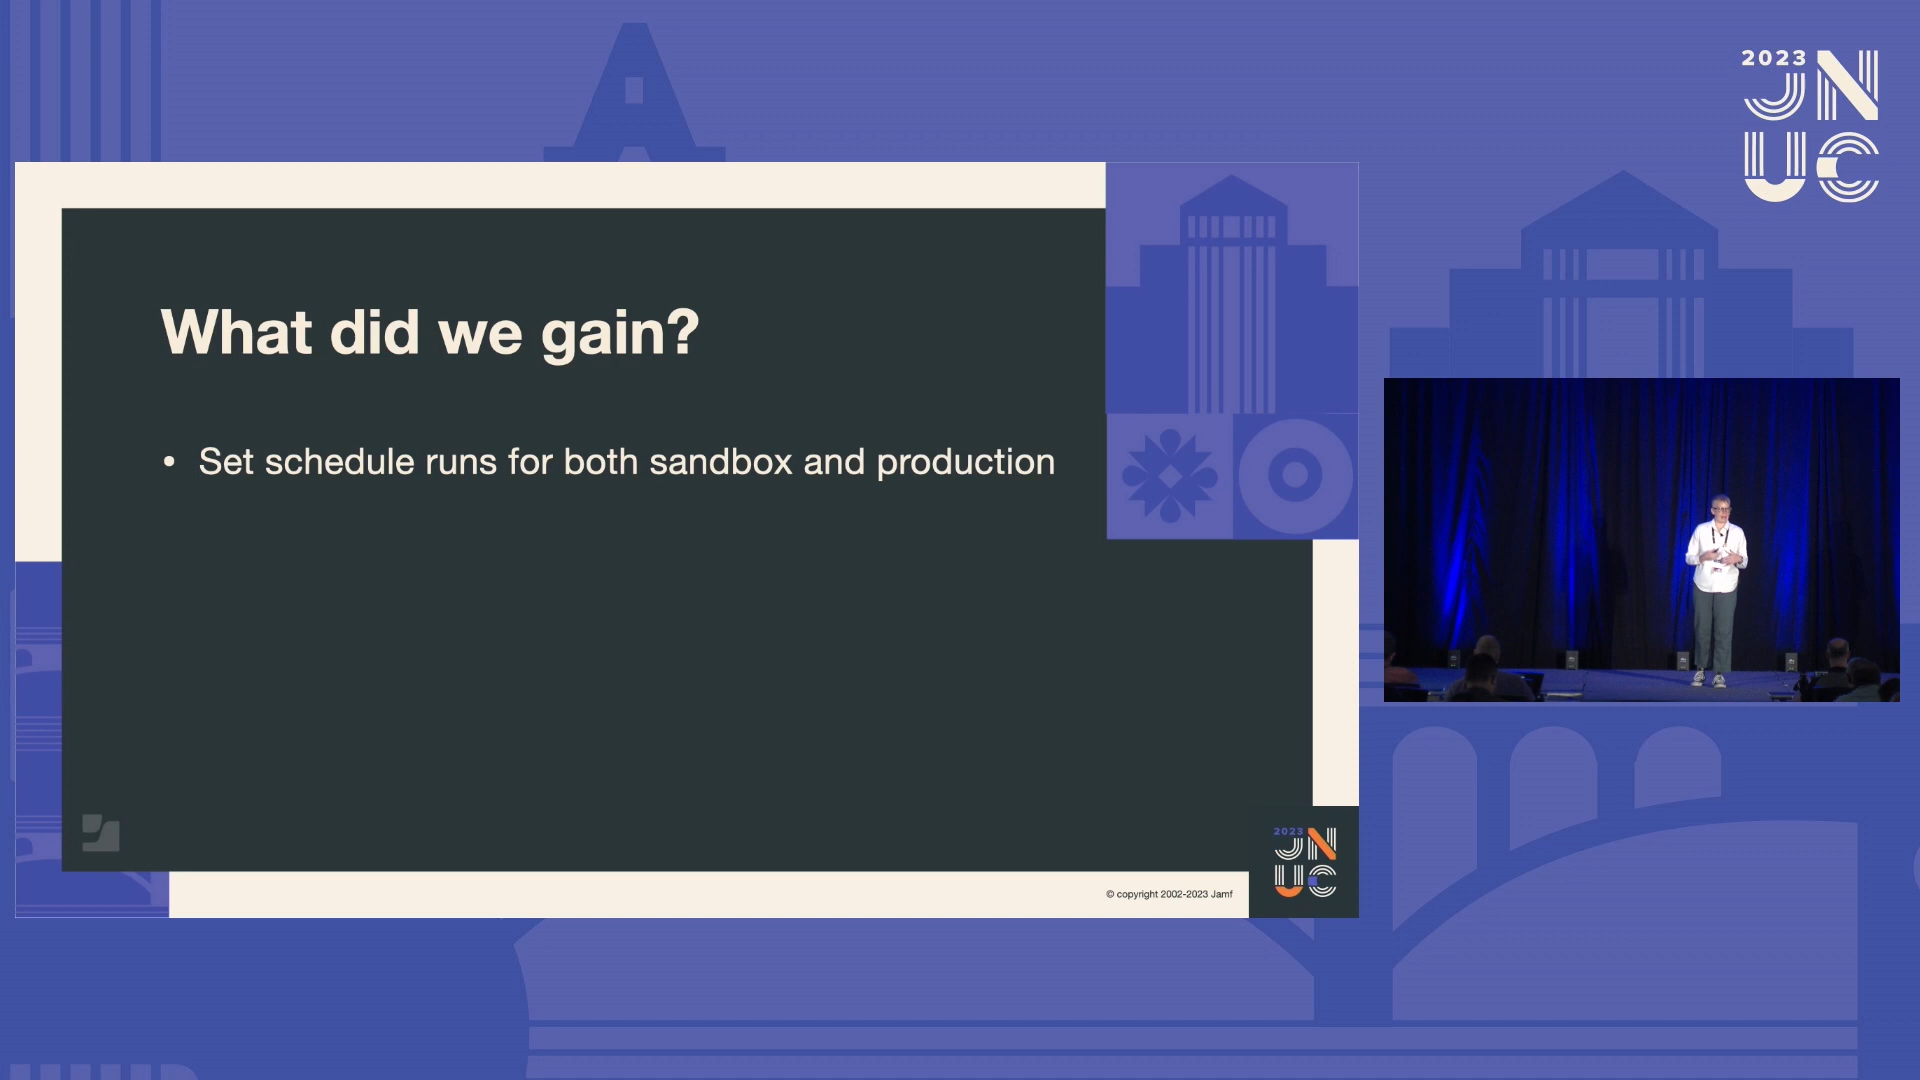 2023
JN
UC
What did we gain?
• Set schedule runs for both sandbox and production
2023
JN
UC
© copyright 2002-2023 Jamf